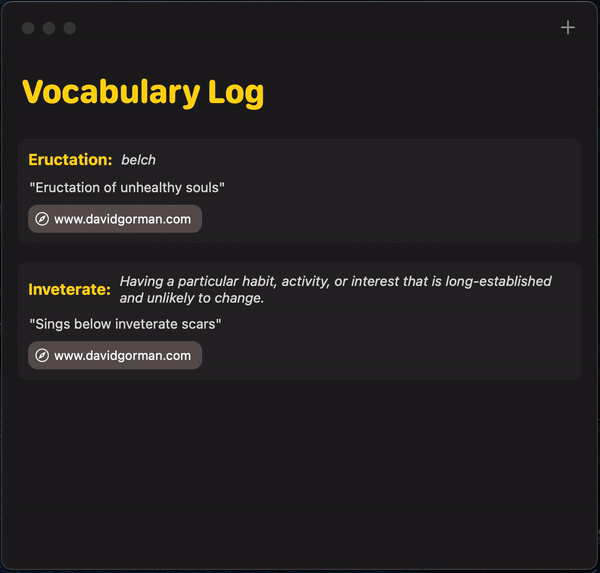 Vocabulary Log
Eructation: belch
"Eructation of unhealthy souls"
www.davidgorman.com
Inveterate: Having a particular habit, activity, or interest that is long-established
and unlikely to change.
"Sings below inveterate scars"
www.davidgorman.com